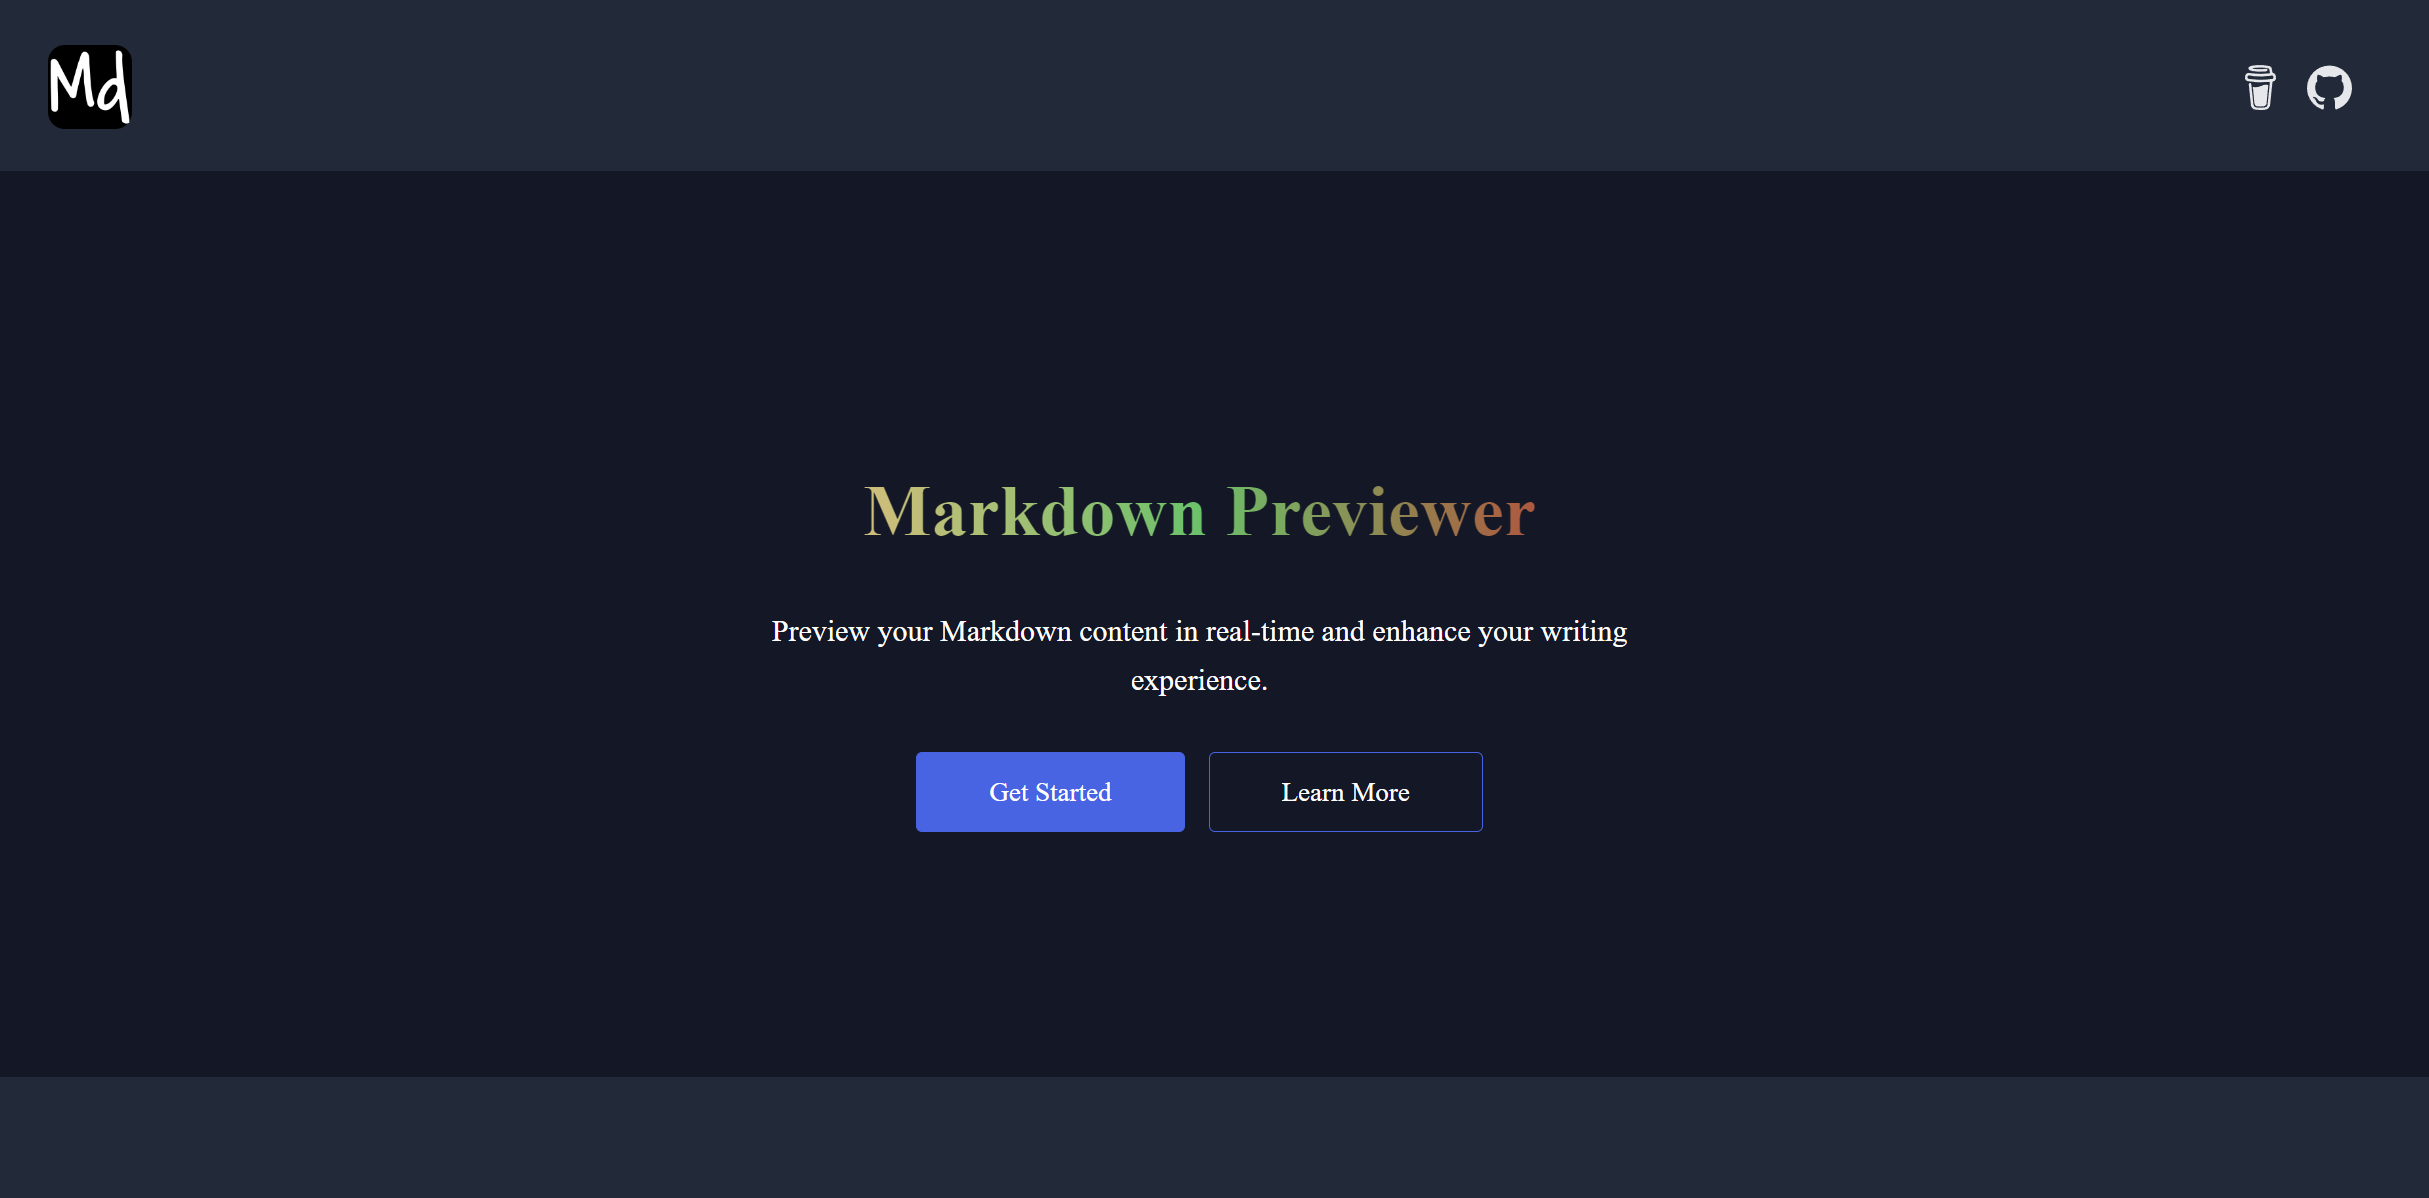 Md
Markdown Previewer
Preview your Markdown content in real-time and enhance your writing
experience.
Get Started
Learn More